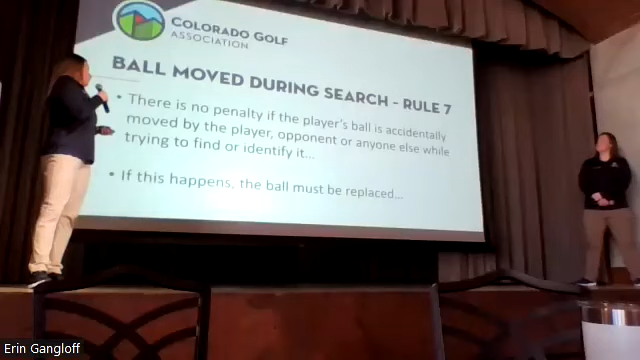 COLORADO GOLF
ASSOCIATION
BALL MOVED DURING SEARCH - RULE 7
• There is no penalty if the player's ball is accidentally
moved by the player, opponent or anyone else while
trying to find or identify it...
• If this happens, the ball must be replaced...
Erin Gangloff